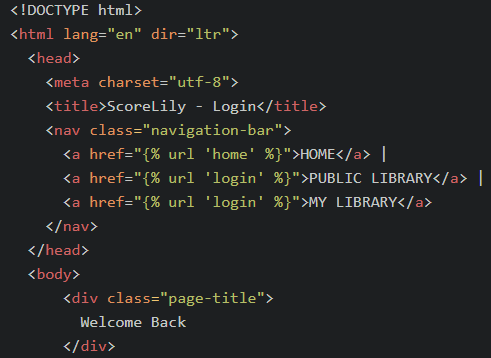 <!DOCTYPE html>
<html lang="en" dir="ltr">
<head>
<meta charset="utf-8">
<title>ScoreLily - Login</title>
<nav class="navigation-bar">
<a href="{% url 'home' %}">HOME</a> |
<a href="{% url 'login' %}">PUBLIC LIBRARY</a> |
<a href="{% url 'login' %}">MY LIBRARY</a>
</nav>
</head>
<body>
<div class="page-title">
Welcome Back
</div>